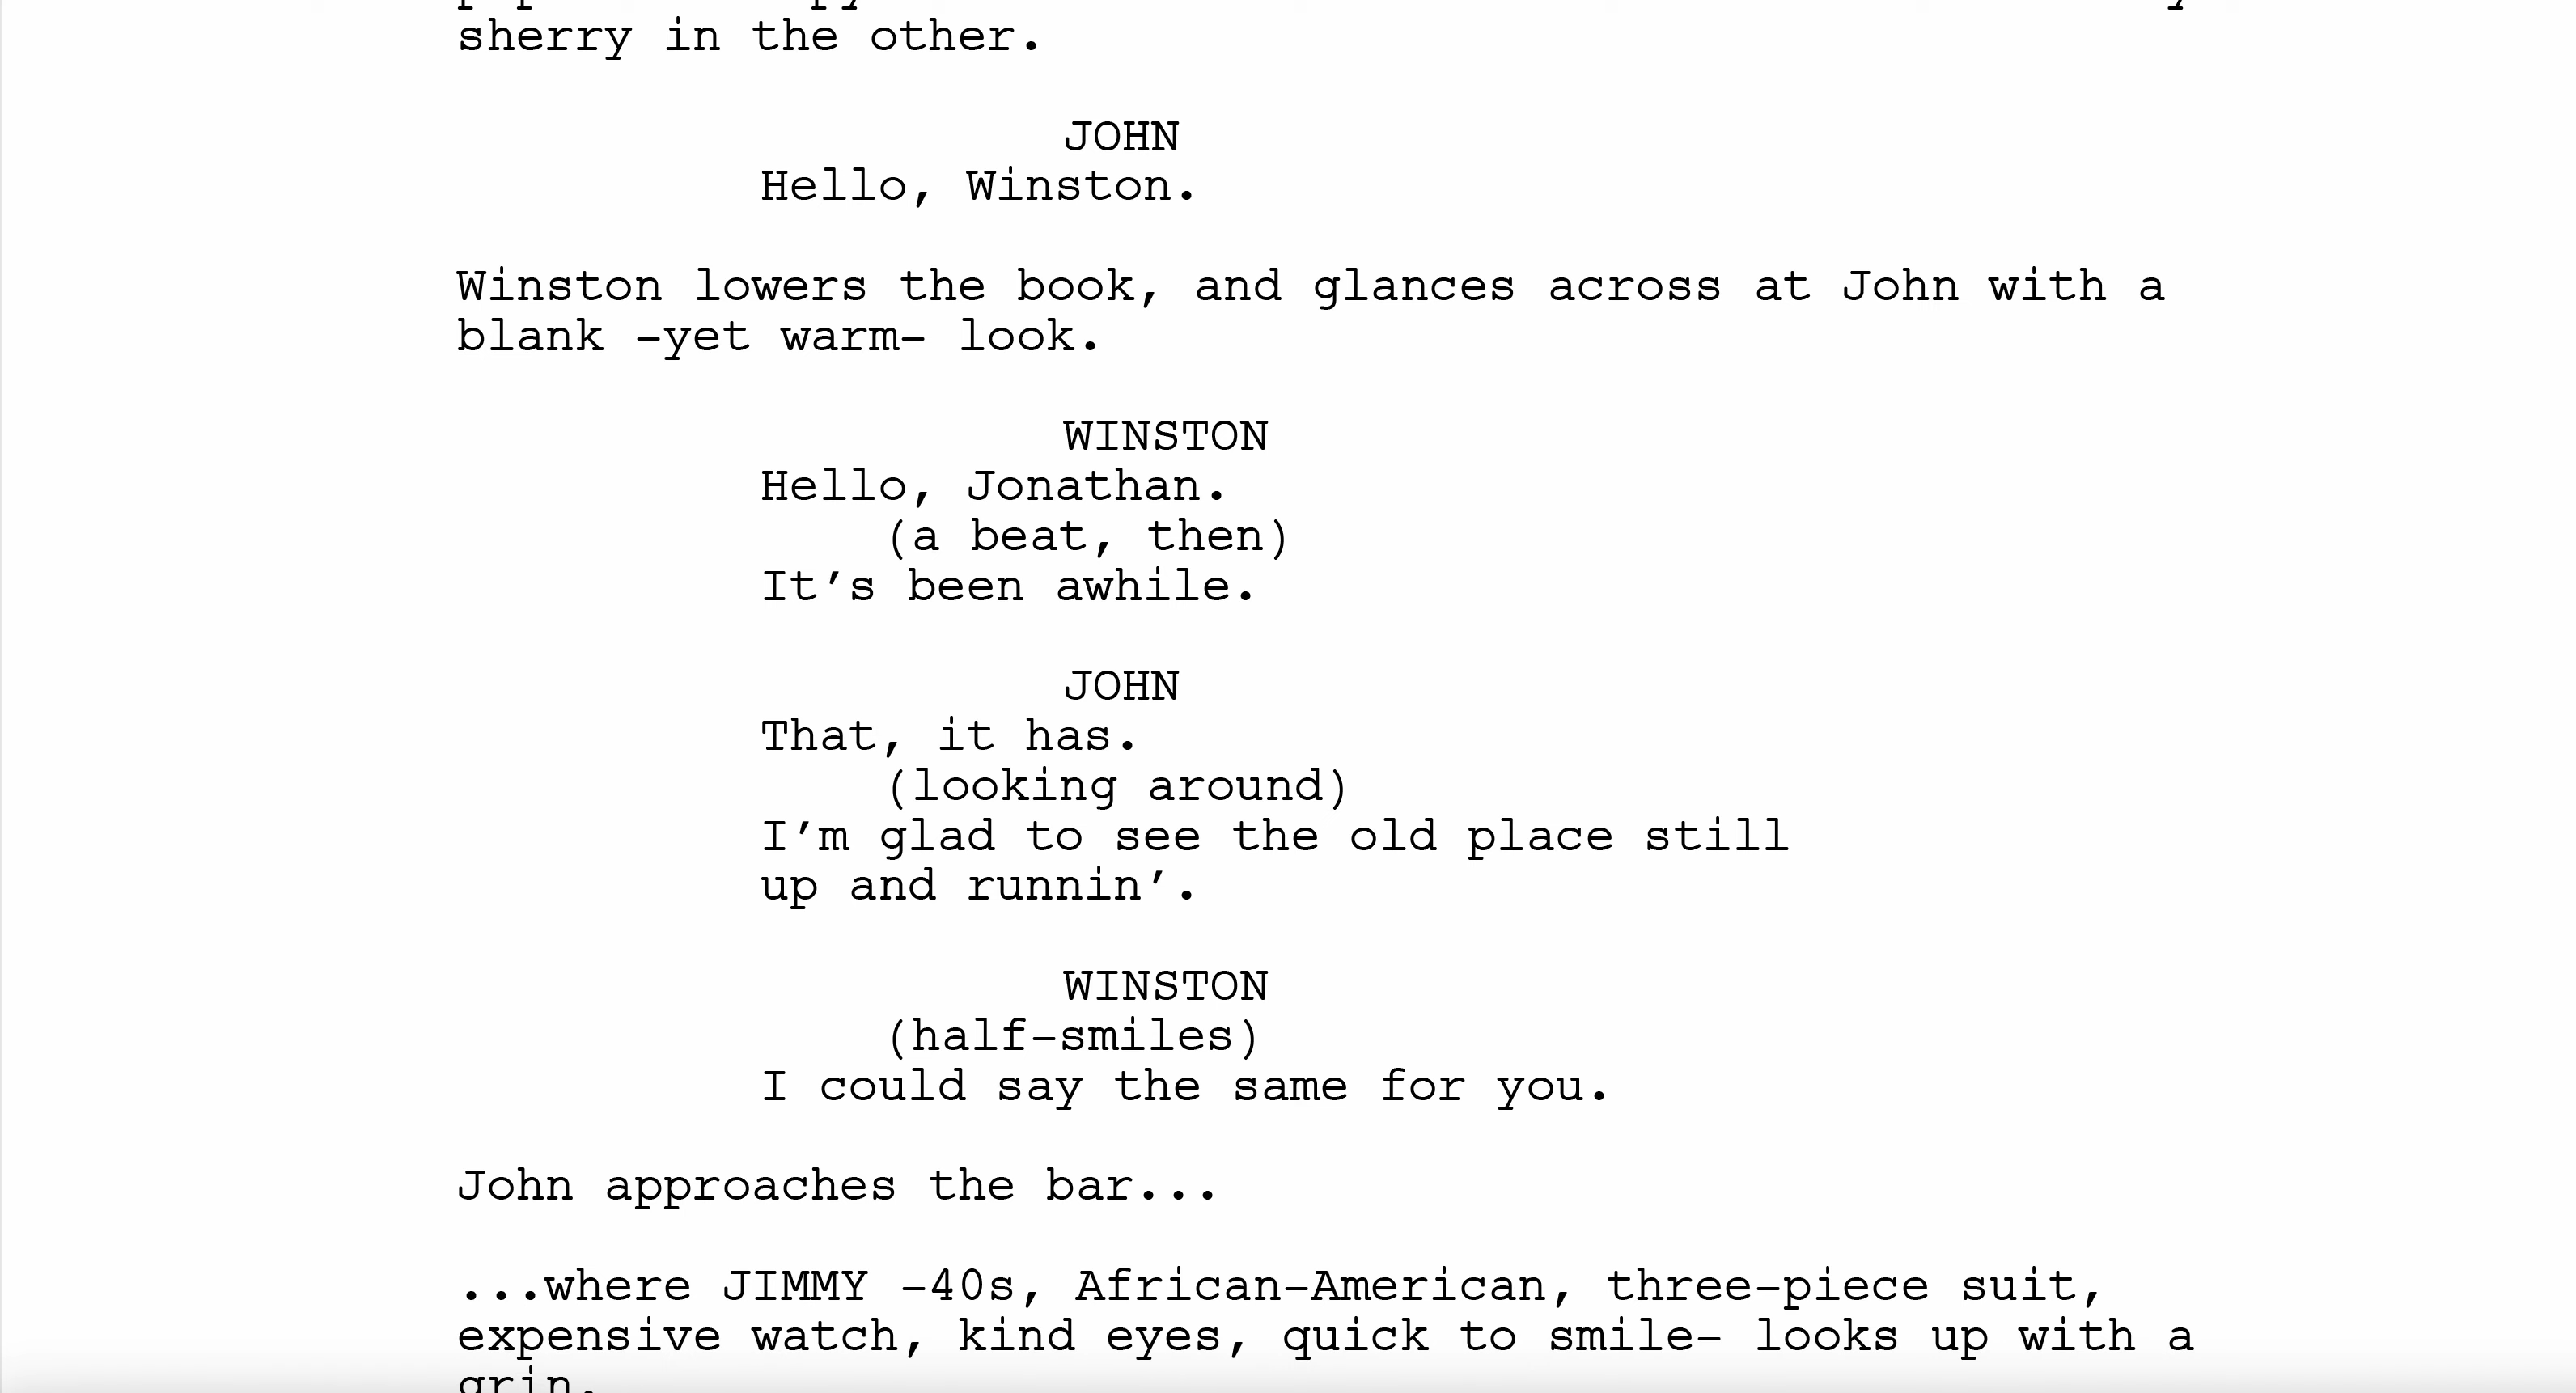 sherry in the other.
JOHN
Hello, Winston.
Winston lowers the book, and glances across at John with a
blank -yet warm- look.
WINSTON
Hello, Jonathan.
(a beat, then)
It's been awhile.
JOHN
That, it has.
(looking around)
I'm glad to see the old place still
up and runnin'.
WINSTON
(half-smiles)
I could say the same for you.
John approaches the bar...
...where JIMMY -40s, African-American, three-piece suit,
expensive watch, kind eyes, quick to smile- looks up with a
grin.